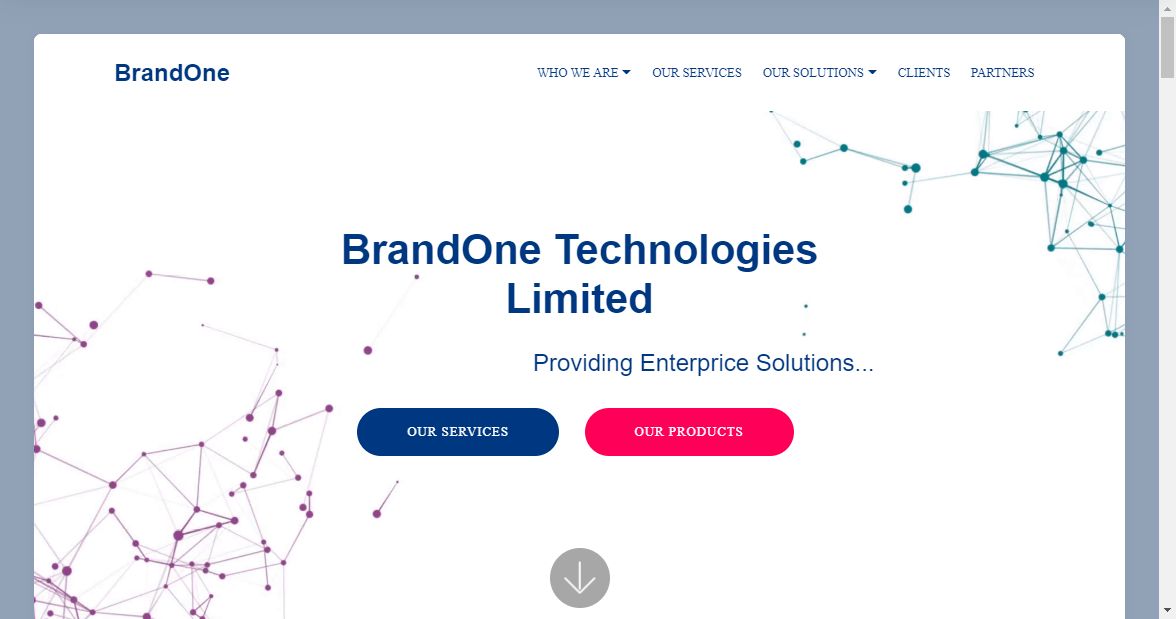 BrandOne
WHO WE ARE
OUR SERVICES
OUR SOLUTIONS
CLIENTS
PARTNERS
BrandOne Technologies
Limited
Providing Enterprice Solutions...
OUR SERVICES
OUR PRODUCTS